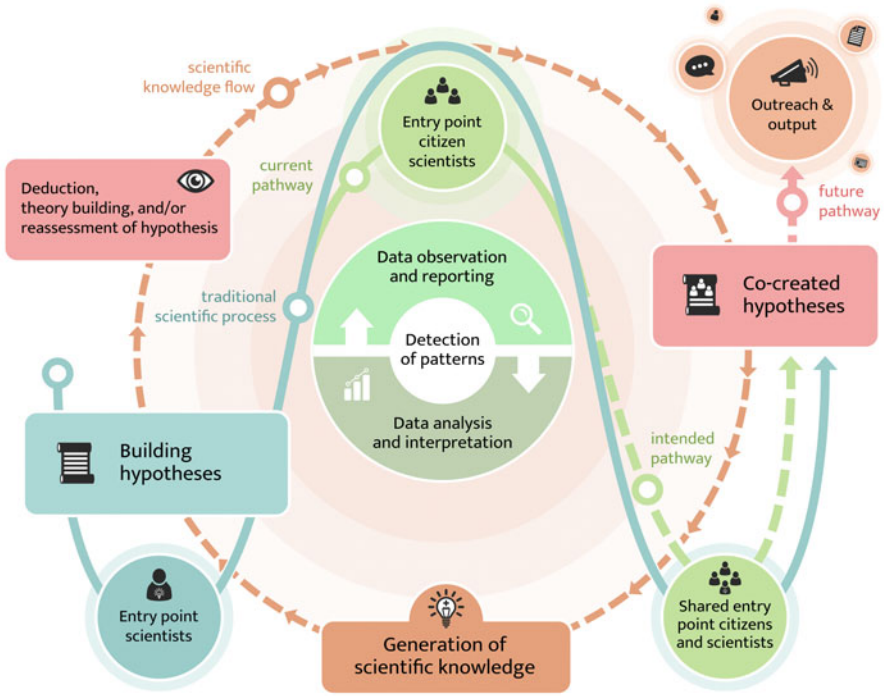 scientific
knowledge flow
Entry point
citizen
scientists
Outreach &
output
current
pathway
Deduction,
theory building, and/or
reassessment of hypothesis
future
pathway
Data observation
and reporting
Co-created
hypotheses
traditional
scientific process
Detection
of patterns
Data analysis
and interpretation
intended
pathway
Building
hypotheses
Entry point
scientists
Generation of
scientific knowledge
Shared entry
point citizens
and scientists